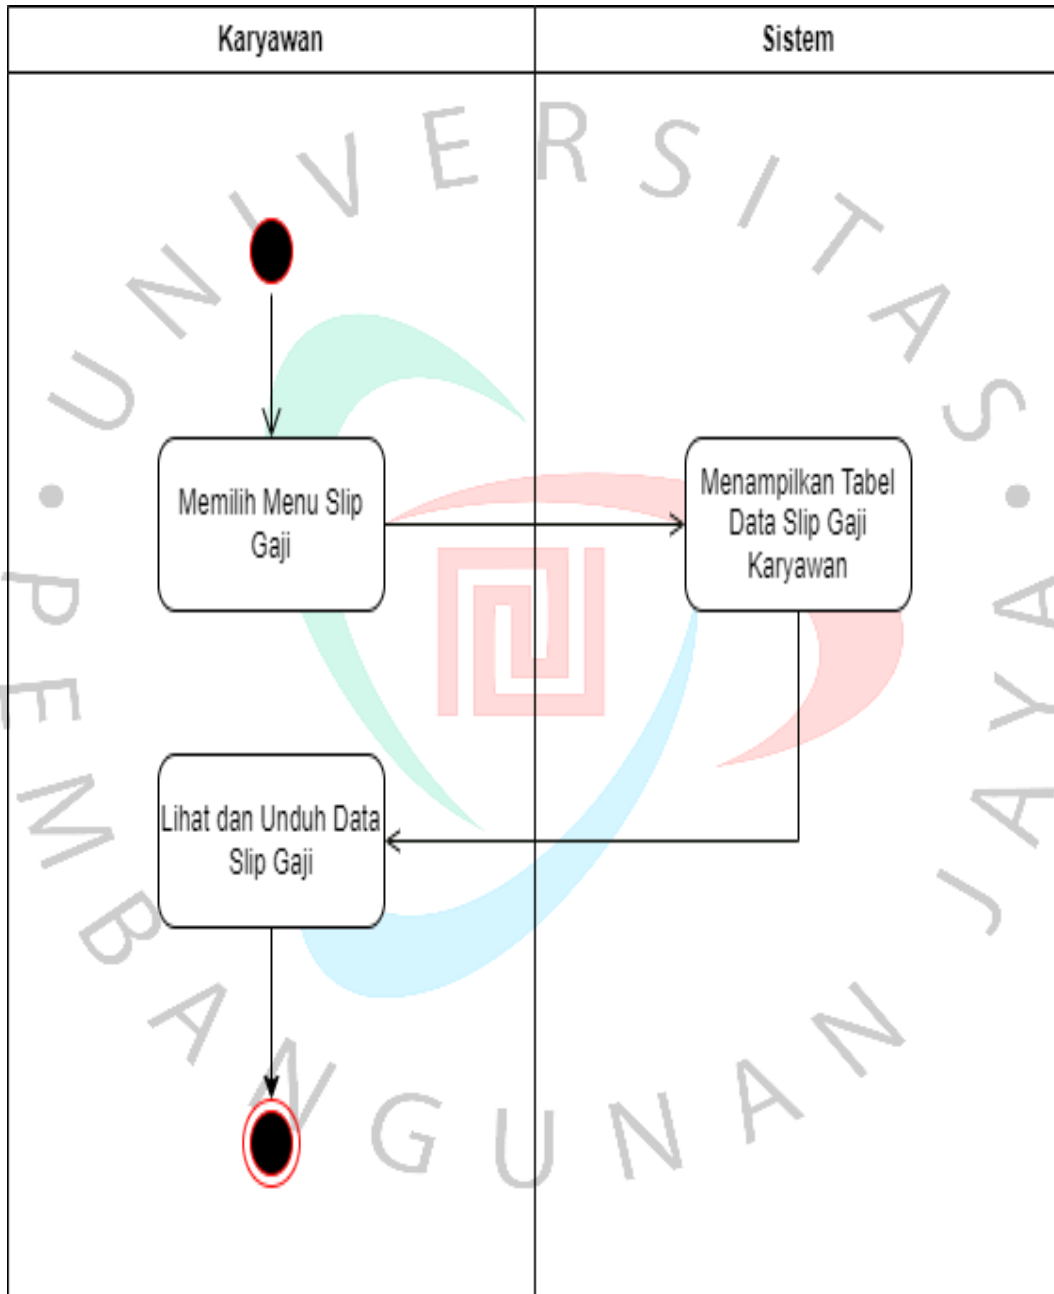 Karyawan
Sistem
UNIVERSITAS
Memilih Menu Slip
Gaji
Menampilkan Tabel
Data Slip Gaji
Karyawan
Lihat dan Unduh Data
Slip Gaji
PEMBANGUNAN JAYA